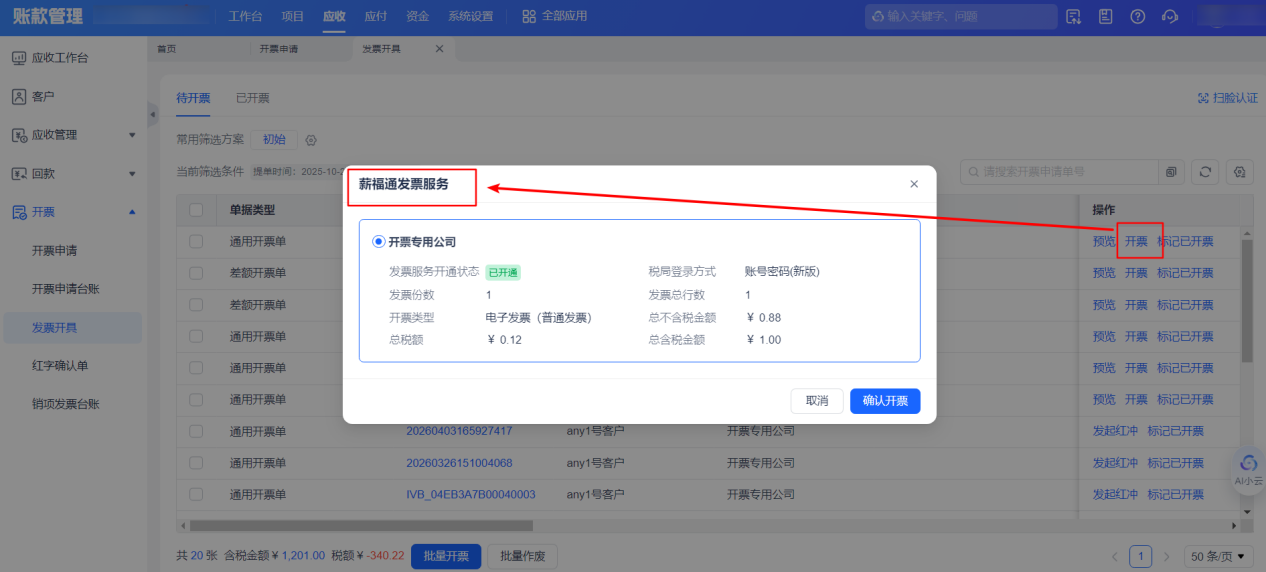 账款管理
工作台 项目 应收 应付 资金 系统设置 全部应用
输入关键字、问题
首页 开票申请 发票开具
应收工作台
客户
应收管理
回款
开票
开票申请
开票申请台账
发票开具
红字确认单
销项发票台账
待开票 已开票
扫脸认证
常用筛选方案 初始
当前筛选条件 提单时间: 2025-10-2
请搜索开票申请单号
单据类型 操作
通用开票单 预览 开票 标记已开票
差额开票单 预览 开票 标记已开票
差额开票单 预览 开票 标记已开票
通用开票单 预览 开票 标记已开票
通用开票单 预览 开票 标记已开票
通用开票单 预览 开票 标记已开票
通用开票单 20260403165927417 any1号客户 开票专用公司 发起红冲 标记已开票
通用开票单 20260326151004068 any1号客户 开票专用公司 发起红冲 标记已开票
通用开票单 IVB_04EB3A7B00040003 any1号客户 开票专用公司 发起红冲 标记已开票
薪福通发票服务
开票专用公司
发票服务开通状态 已开通 税局登录方式 账号密码(新版)
发票份数 1 发票总行数 1
开票类型 电子发票（普通发票） 总不含税金额 ¥ 0.88
总税额 ¥ 0.12 总含税金额 ¥ 1.00
取消 确认开票
AI小云
共 20 张 含税金额 ¥ 1,201.00 税额 ¥ -340.22 批量开票 批量作废
1 50 条/页